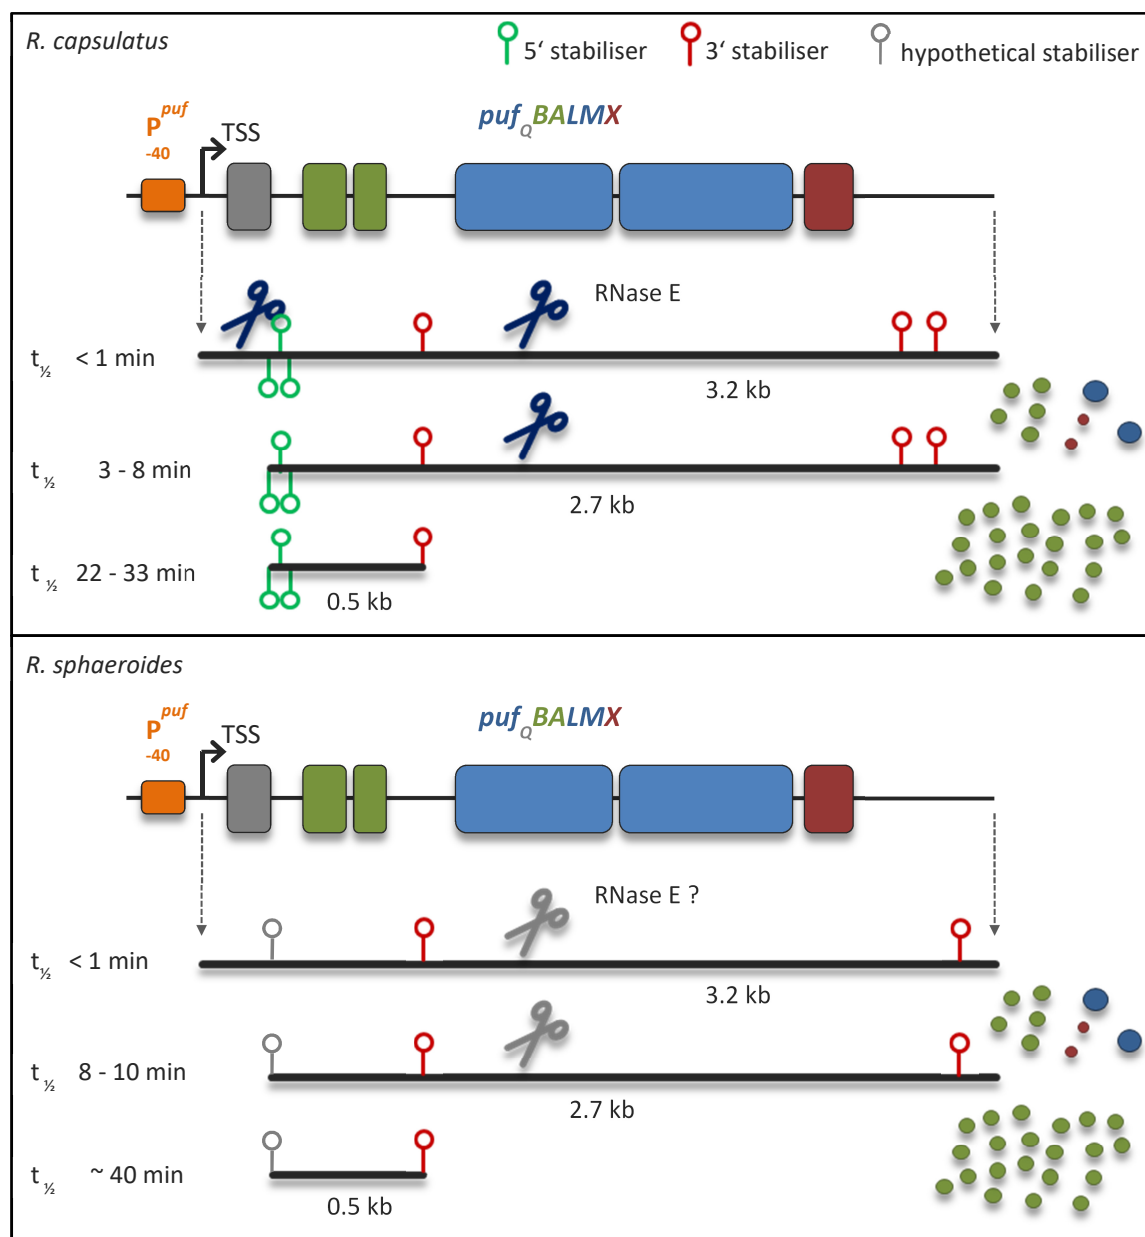 R. capsulatus
5‘ stabiliser
3‘ stabiliser
hypothetical stabiliser
P puf
-40
TSS
pufQBALMX
RNase E
t½ < 1 min
3.2 kb
t½ 3 - 8 min
2.7 kb
t½ 22 - 33 min
0.5 kb
R. sphaeroides
P puf
-40
TSS
pufQBALMX
RNase E ?
t½ < 1 min
3.2 kb
t½ 8 - 10 min
2.7 kb
t½ ~ 40 min
0.5 kb